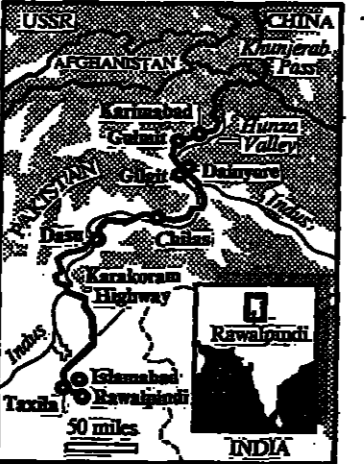 USSR
CHINA
Khunjerab
Pass
AFGHANISTAN
Karimabad
Gulmit
Hunza
Valley
Gilgit
Dainyore
PAKISTAN
Indus
Dasu
Chilas
Karakoram
Highway
Indus
Rawalpindi
Islamabad
Rawalpindi
Taxila
50 miles
INDIA